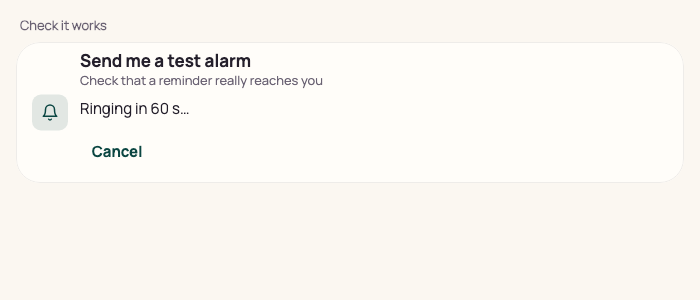 Check it works
Send me a test alarm
Check that a reminder really reaches you
Ringing in 60 s…
Cancel